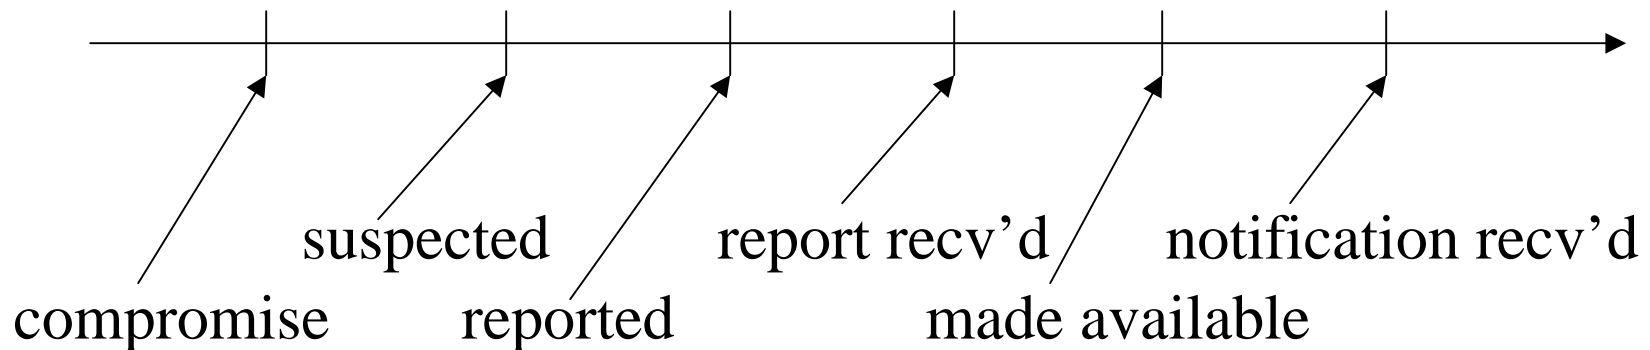 suspected report recv’d notification recv’d
compromise reported made available